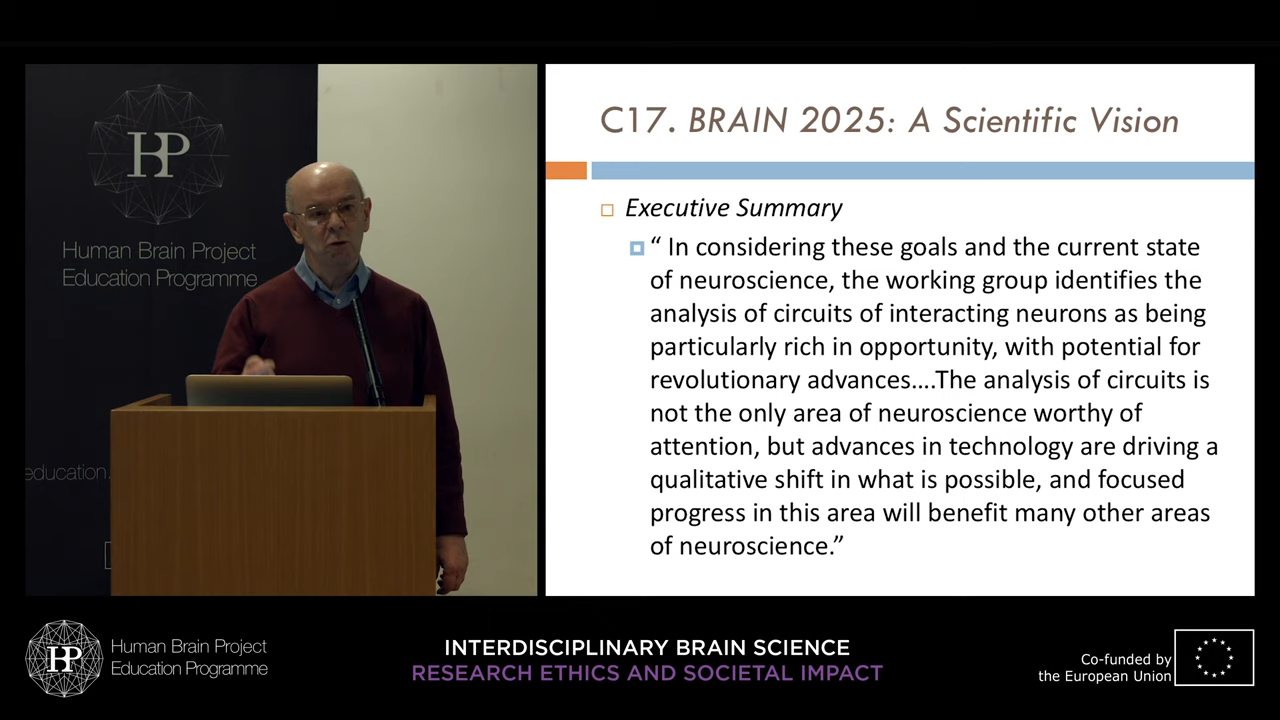 HP
Human Brain Project
Education Programme
education.
C17. BRAIN 2025: A Scientific Vision
Executive Summary
“ In considering these goals and the current state
of neuroscience, the working group identifies the
analysis of circuits of interacting neurons as being
particularly rich in opportunity, with potential for
revolutionary advances....The analysis of circuits is
not the only area of neuroscience worthy of
attention, but advances in technology are driving a
qualitative shift in what is possible, and focused
progress in this area will benefit many other areas
of neuroscience.”
HP
Human Brain Project
Education Programme
INTERDISCIPLINARY BRAIN SCIENCE
RESEARCH ETHICS AND SOCIETAL IMPACT
Co-funded by
the European Union